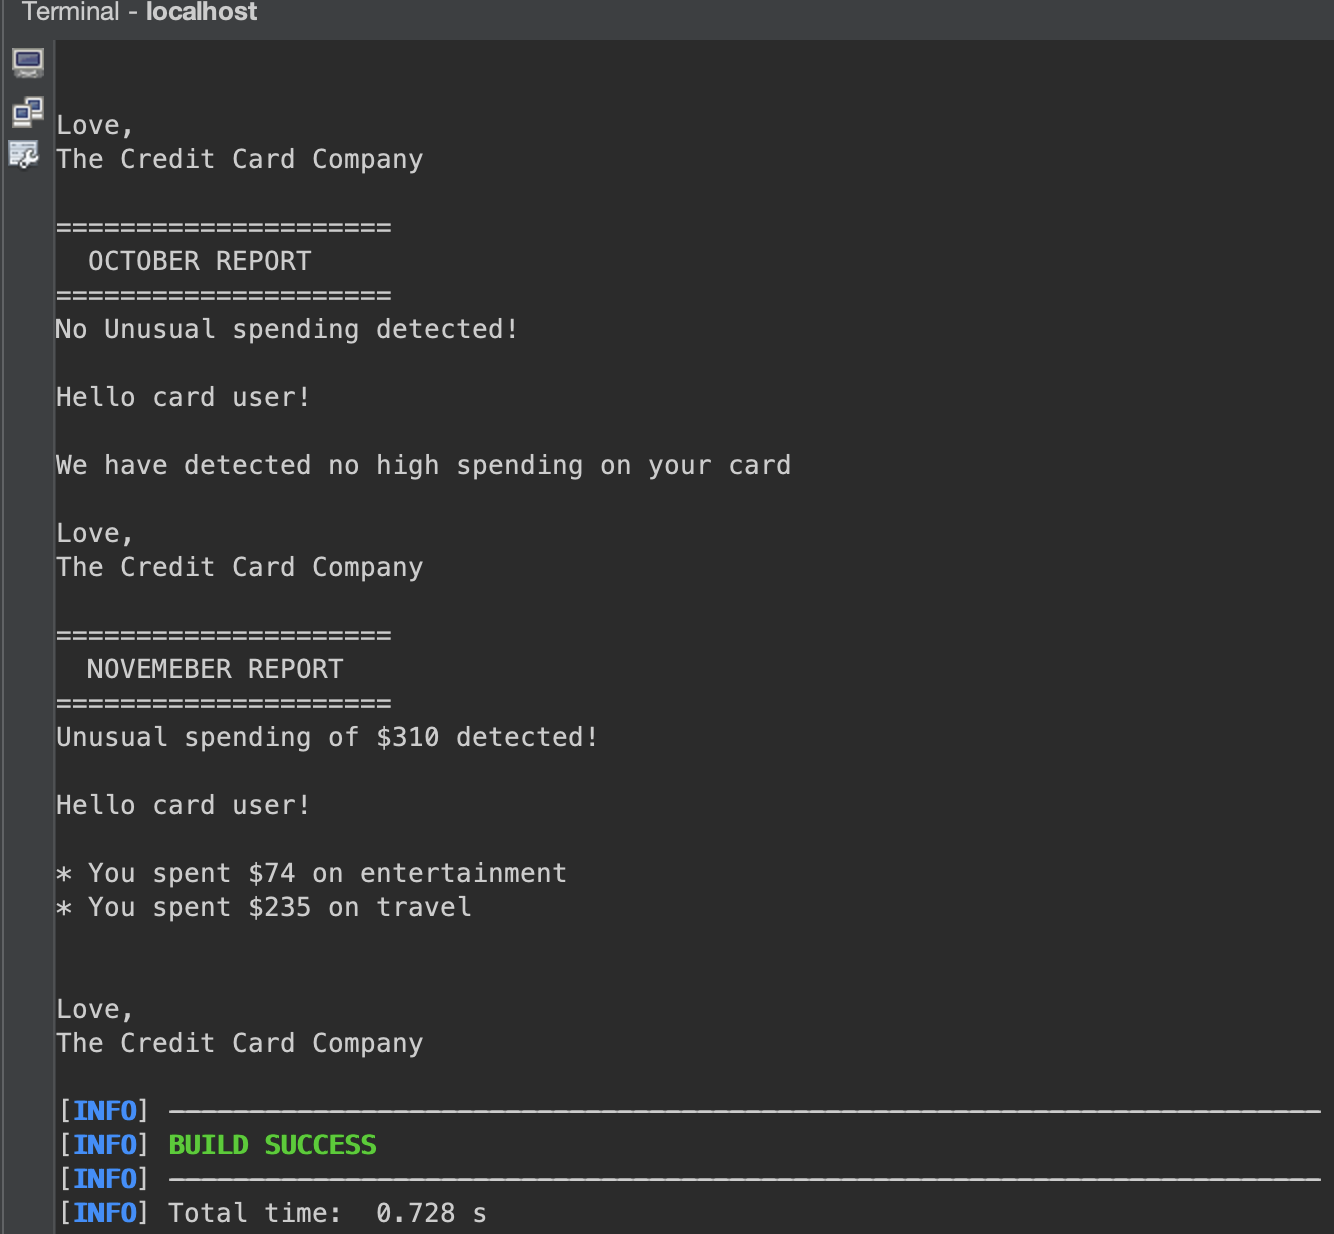 Terminal - localhost
Love,
The Credit Card Company
=====================
OCTOBER REPORT
=====================
No Unusual spending detected!
Hello card user!
We have detected no high spending on your card
Love,
The Credit Card Company
=====================
NOVEMEBER REPORT
=====================
Unusual spending of $310 detected!
Hello card user!
* You spent $74 on entertainment
* You spent $235 on travel
Love,
The Credit Card Company
[INFO] ------------------------------------------------------------------------
[INFO] BUILD SUCCESS
[INFO] ------------------------------------------------------------------------
[INFO] Total time:  0.728 s